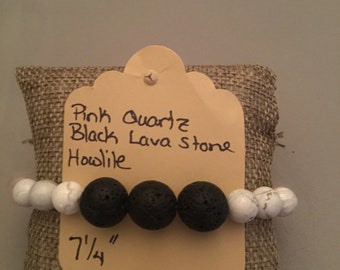 Pink Quartz
Black Lava Stone
Howlite
7 1/4"